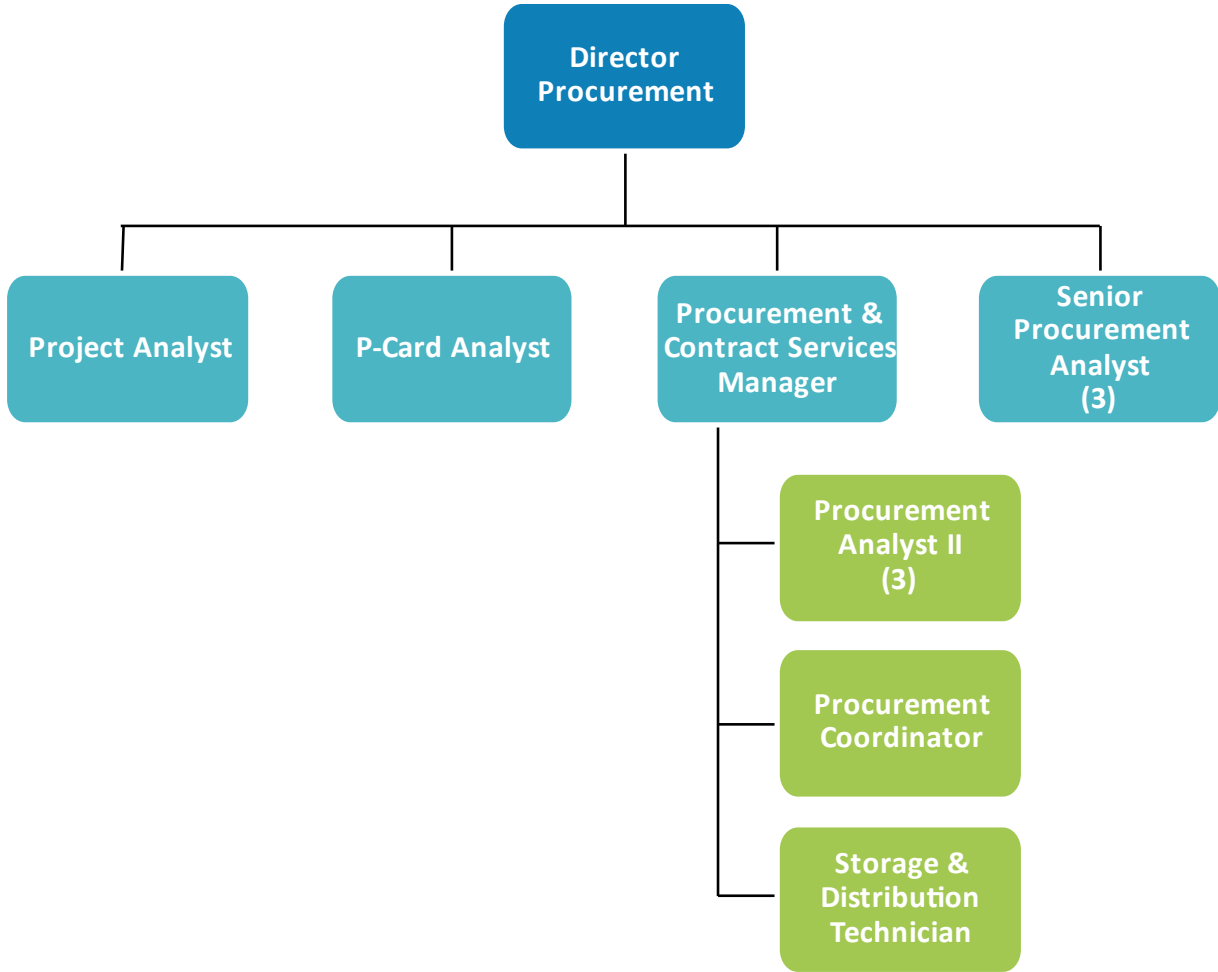 Director
Procurement
Project Analyst
P-Card Analyst
Procurement &
Contract Services
Manager
Senior
Procurement
Analyst
(3)
Procurement
Analyst II
(3)
Procurement
Coordinator
Storage &
Distribution
Technician